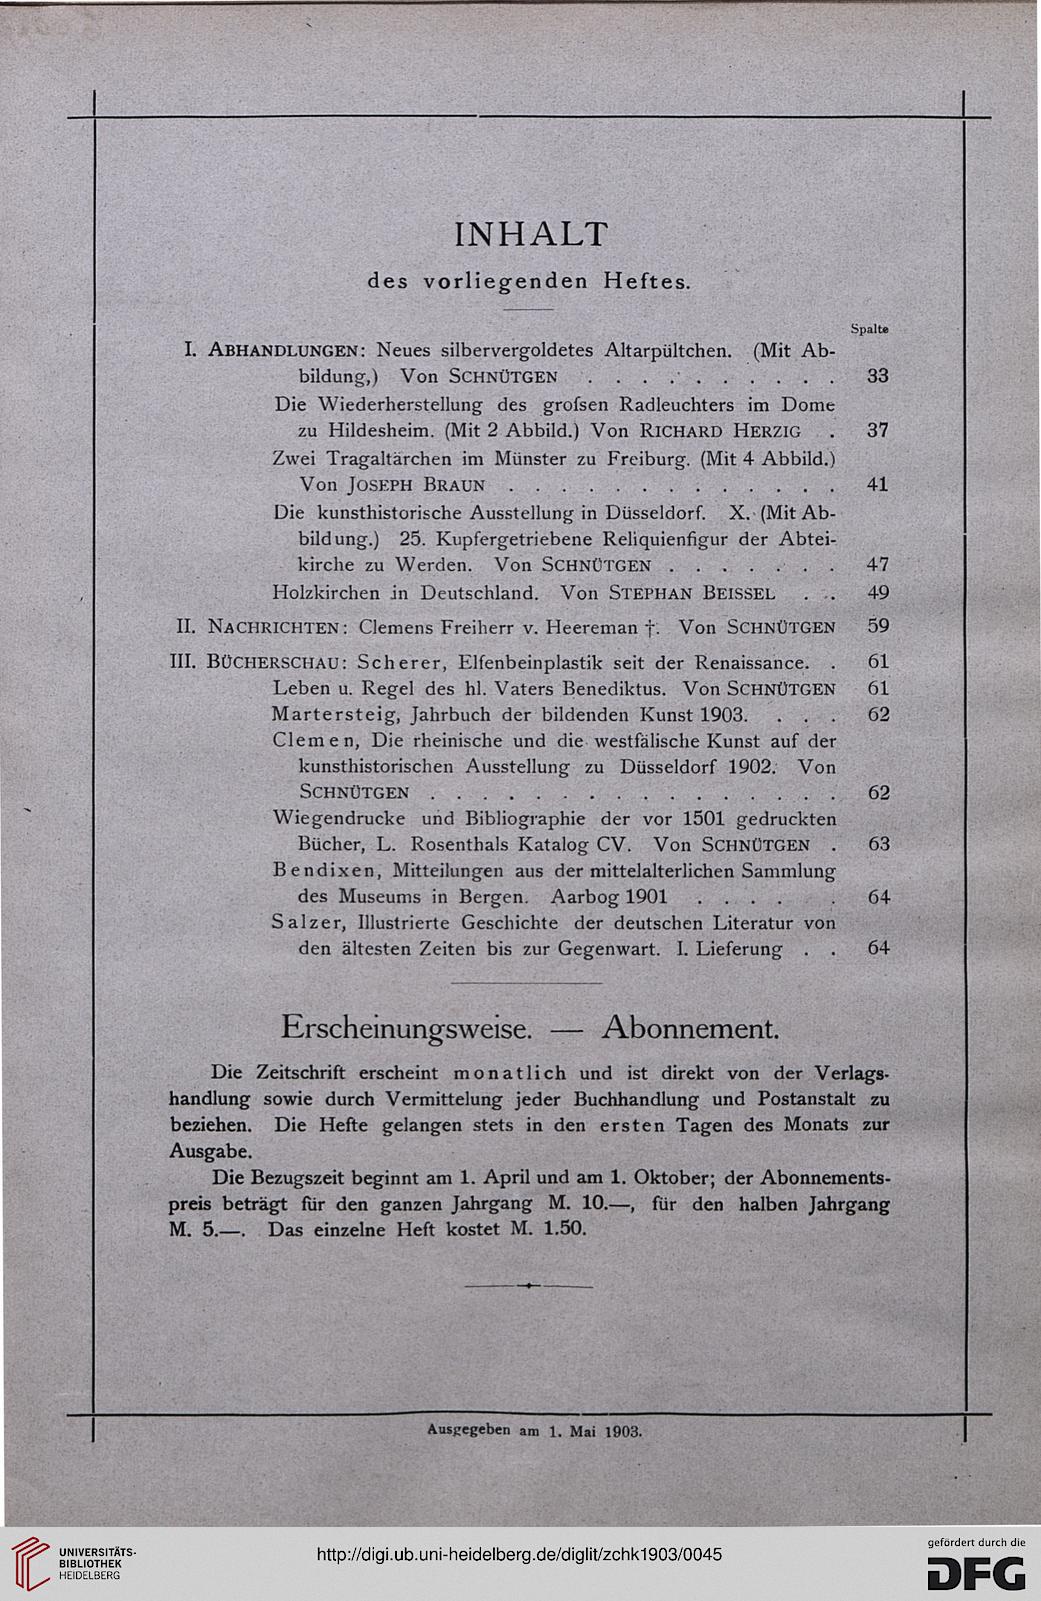 INHALT
des vorliegenden Heftes.
Spalte
I. ABHANDLUNGEN: Neues silbervergoldetes Altarpültchen. (Mit Ab-
bildung,) Von SCHNÜTGEN . . . . . . . . . . 33
Die Wiederherstellung des grofsen Radleuchters im Dome
zu Hildesheim. (Mit 2 Abbild.) Von RICHARD HERZIG . 37
Zwei Tragaltärchen im Münster zu Freiburg. (Mit 4 Abbild.)
Von JOSEPH BRAUN . . . . . . . . . . . . . 41
Die kunsthistorische Ausstellung in Düsseldorf. X. (Mit Ab-
bildung.) 25. Kupfergetriebene Reliquienfigur der Abtei-
kirche zu Werden. Von SCHNÜTGEN . . . . . . . 47
Holzkirchen in Deutschland. Von STEPHAN BEISSEL . . . 49
II. NACHRICHTEN: Clemens Freiherr v. Heereman †. Von SCHNÜTGEN 59
III. BÜCHERSCHAU: Scherer, Elfenbeinplastik seit der Renaissance. . 61
Leben u. Regel des hl. Vaters Benediktus. Von SCHNÜTGEN 61
Martersteig, Jahrbuch der bildenden Kunst 1903. . . . 62
Clemen, Die rheinische und die westfälische Kunst auf der
kunsthistorischen Ausstellung zu Düsseldorf 1902. Von
SCHNÜTGEN . . . . . . . . . . . . . . . . 62
Wiegendrucke und Bibliographie der vor 1501 gedruckten
Bücher, L. Rosenthals Katalog CV. Von SCHNÜTGEN . 63
Bendixen, Mitteilungen aus der mittelalterlichen Sammlung
des Museums in Bergen. Aarbog 1901 . . . . . 64
Salzer, Illustrierte Geschichte der deutschen Literatur von
den ältesten Zeiten bis zur Gegenwart. I. Lieferung . . 64
Erscheinungsweise. — Abonnement.
Die Zeitschrift erscheint monatlich und ist direkt von der Verlags-
handlung sowie durch Vermittelung jeder Buchhandlung und Postanstalt zu
beziehen. Die Hefte gelangen stets in den ersten Tagen des Monats zur
Ausgabe.
Die Bezugszeit beginnt am 1. April und am 1. Oktober; der Abonnements-
preis beträgt für den ganzen Jahrgang M. 10.—, für den halben Jahrgang
M. 5.—. Das einzelne Heft kostet M. 1.50.
Ausgegeben am 1. Mai 1903.
UNIVERSITÄTS-
BIBLIOTHEK
HEIDELBERG
http://digi.ub.uni-heidelberg.de/diglit/zchk1903/0045
gefördert durch die
DFG